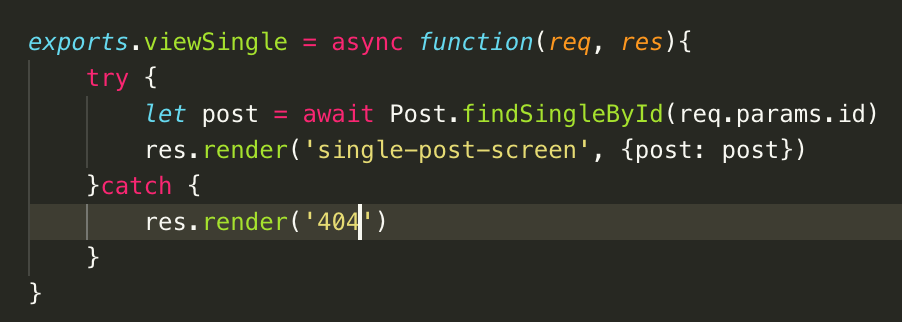 exports.viewSingle = async function(req, res){
    try {
        let post = await Post.findSingleById(req.params.id)
        res.render('single-post-screen', {post: post})
    }catch {
        res.render('404')
    }
}